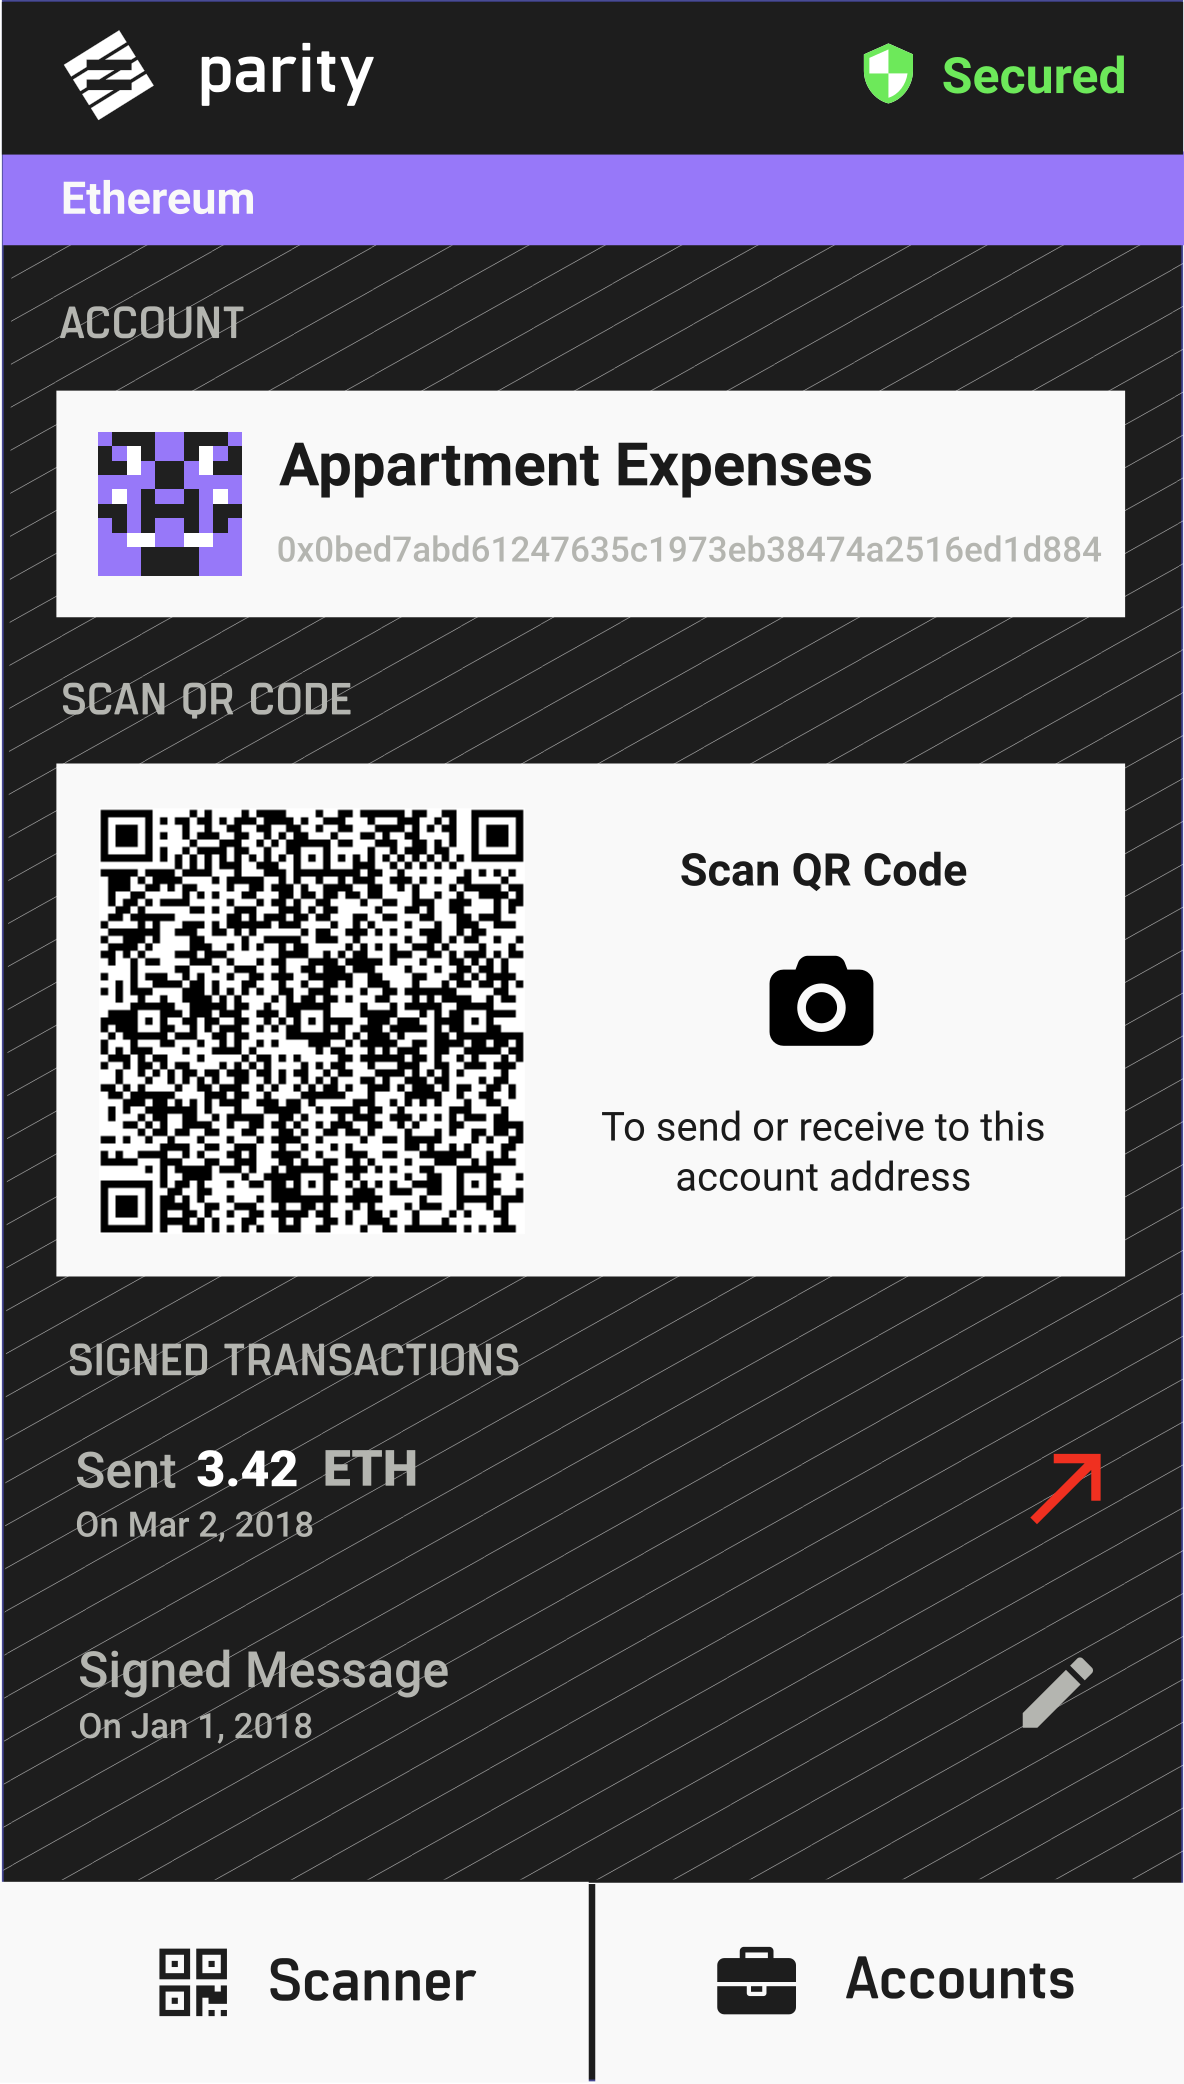 parity
Secured
Ethereum
ACCOUNT
Appartment Expenses
0x0bed7abd61247635c1973eb38474a2516ed1d884
SCAN QR CODE
Scan QR Code
To send or receive to this
account address
SIGNED TRANSACTIONS
Sent 3.42 ETH
On Mar 2, 2018
Signed Message
On Jan 1, 2018
Scanner
Accounts